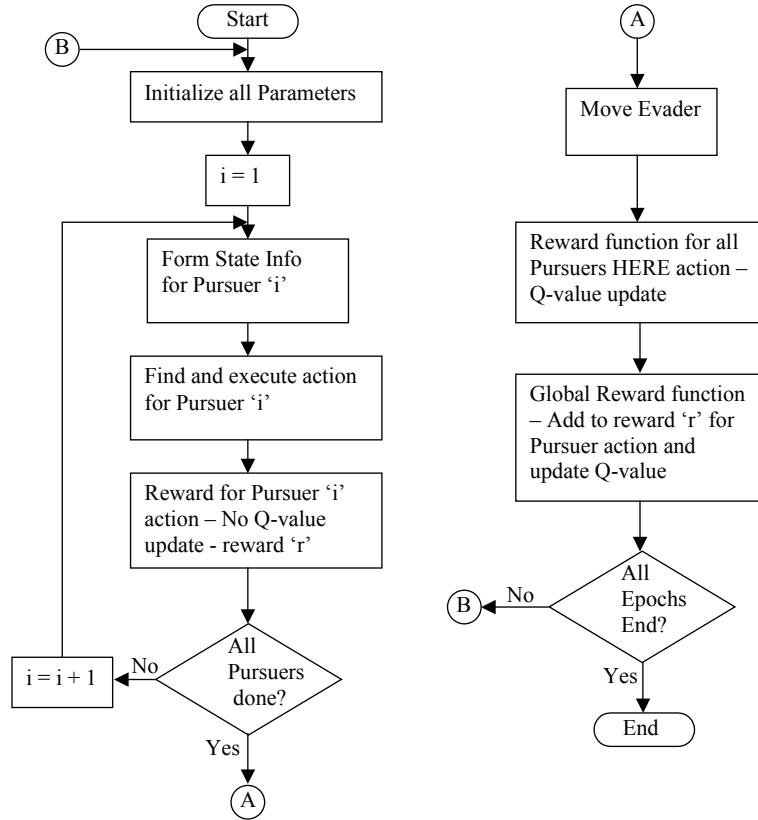 Start
B
Initialize all Parameters
i = 1
Form State Info
for Pursuer ‘i’
Find and execute action
for Pursuer ‘i’
Reward for Pursuer ‘i’
action – No Q-value
update - reward ‘r’
All
Pursuers
done?
No
i = i + 1
Yes
A
A
Move Evader
Reward function for all
Pursuers HERE action –
Q-value update
Global Reward function
– Add to reward ‘r’ for
Pursuer action and
update Q-value
All
Epochs
End?
No
B
Yes
End